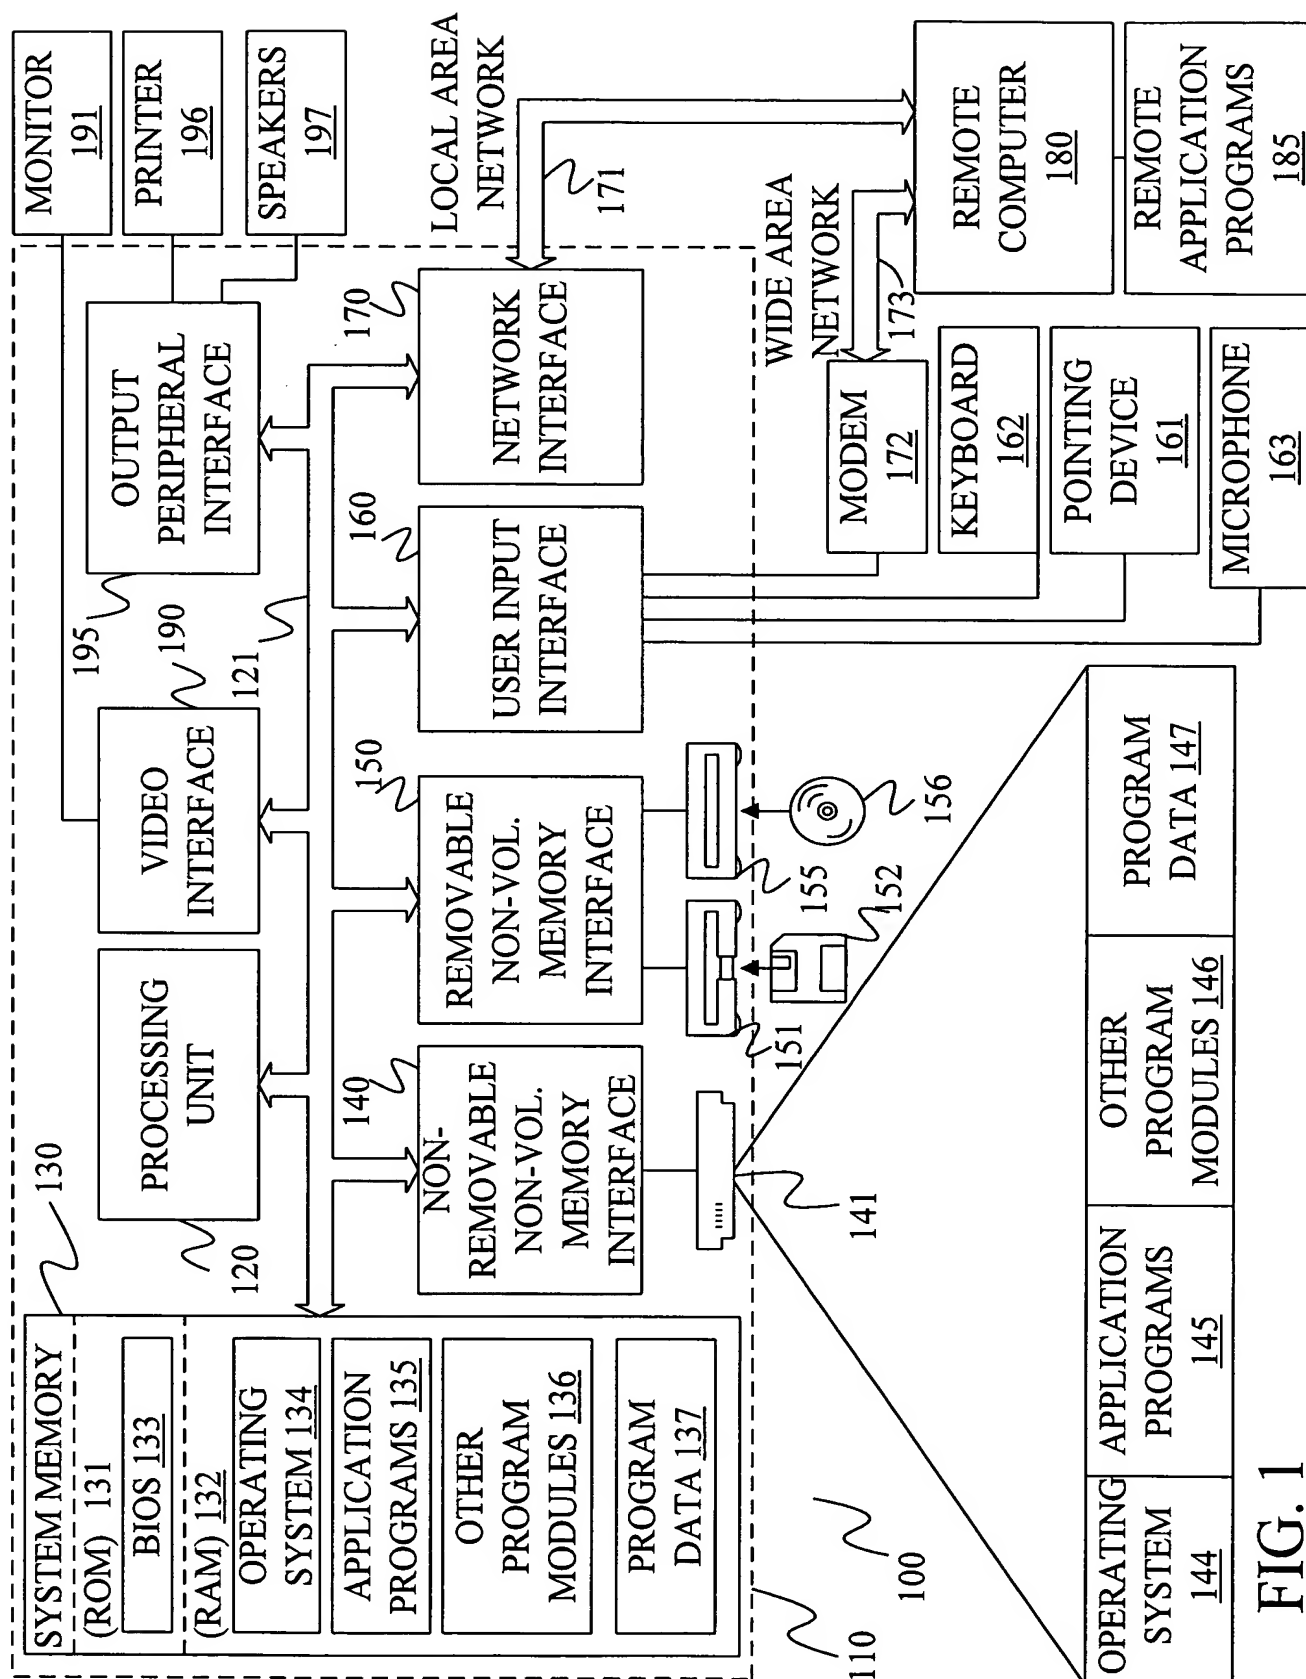 SYSTEM MEMORY
(ROM) 131
BIOS 133
(RAM) 132
OPERATING
SYSTEM 134
APPLICATION
PROGRAMS 135
OTHER
PROGRAM
MODULES 136
PROGRAM
DATA 137
130
120
PROCESSING
UNIT
VIDEO
INTERFACE
190
195
121
OUTPUT
PERIPHERAL
INTERFACE
MONITOR
191
PRINTER
196
SPEAKERS
197
140
NON-
REMOVABLE
NON-VOL.
MEMORY
INTERFACE
150
REMOVABLE
NON-VOL.
MEMORY
INTERFACE
160
USER INPUT
INTERFACE
170
NETWORK
INTERFACE
LOCAL AREA
NETWORK
171
WIDE AREA
NETWORK
173
141
151
152
155
156
MODEM
172
KEYBOARD
162
POINTING
DEVICE
161
MICROPHONE
163
REMOTE
COMPUTER
180
REMOTE
APPLICATION
PROGRAMS
185
110
100
OPERATING
SYSTEM
144
APPLICATION
PROGRAMS
145
OTHER
PROGRAM
MODULES 146
PROGRAM
DATA 147
FIG. 1